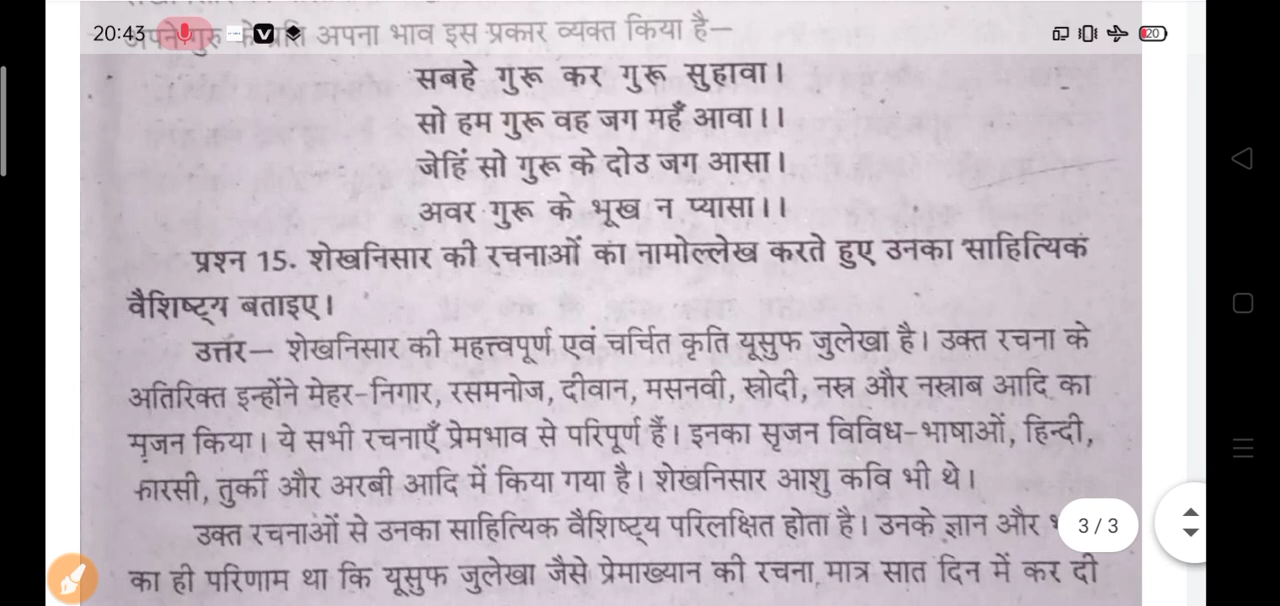 20:43
गुरु के प्रति अपना भाव इस प्रकार व्यक्त किया है–
20
सबहे गुरू कर गुरू सुहावा।
सो हम गुरू वह जग महँ आवा।।
जेहिं सो गुरू के दोउ जग आसा।
अवर गुरू के भूख न प्यासा।।
प्रश्न 15. शेखनिसार की रचनाओं का नामोल्लेख करते हुए उनका साहित्यिक
वैशिष्ट्य बताइए।
उत्तर— शेखनिसार की महत्त्वपूर्ण एवं चर्चित कृति यूसुफ जुलेखा है। उक्त रचना के
अतिरिक्त इन्होंने मेहर-निगार, रसमनोज, दीवान, मसनवी, स्रोदी, नस्र और नस्राब आदि का
सृजन किया। ये सभी रचनाएँ प्रेमभाव से परिपूर्ण हैं। इनका सृजन विविध-भाषाओं, हिन्दी,
फारसी, तुर्की और अरबी आदि में किया गया है। शेखनिसार आशु कवि भी थे।
उक्त रचनाओं से उनका साहित्यिक वैशिष्ट्य परिलक्षित होता है। उनके ज्ञान और
3 / 3
का ही परिणाम था कि यूसुफ जुलेखा जैसे प्रेमाख्यान की रचना मात्र सात दिन में कर दी